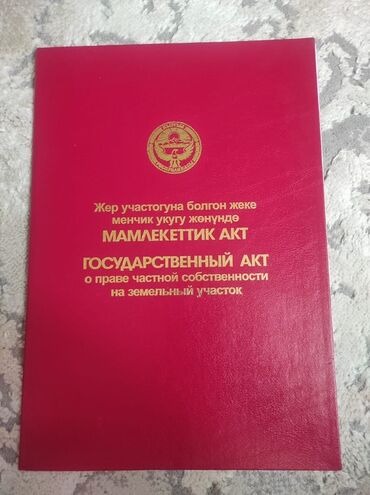 Жер участогуна болгон жеке
менчик укугу жөнүндө
МАМЛЕКЕТТИК АКТ
ГОСУДАРСТВЕННЫЙ АКТ
о праве частной собственности
на земельный участок